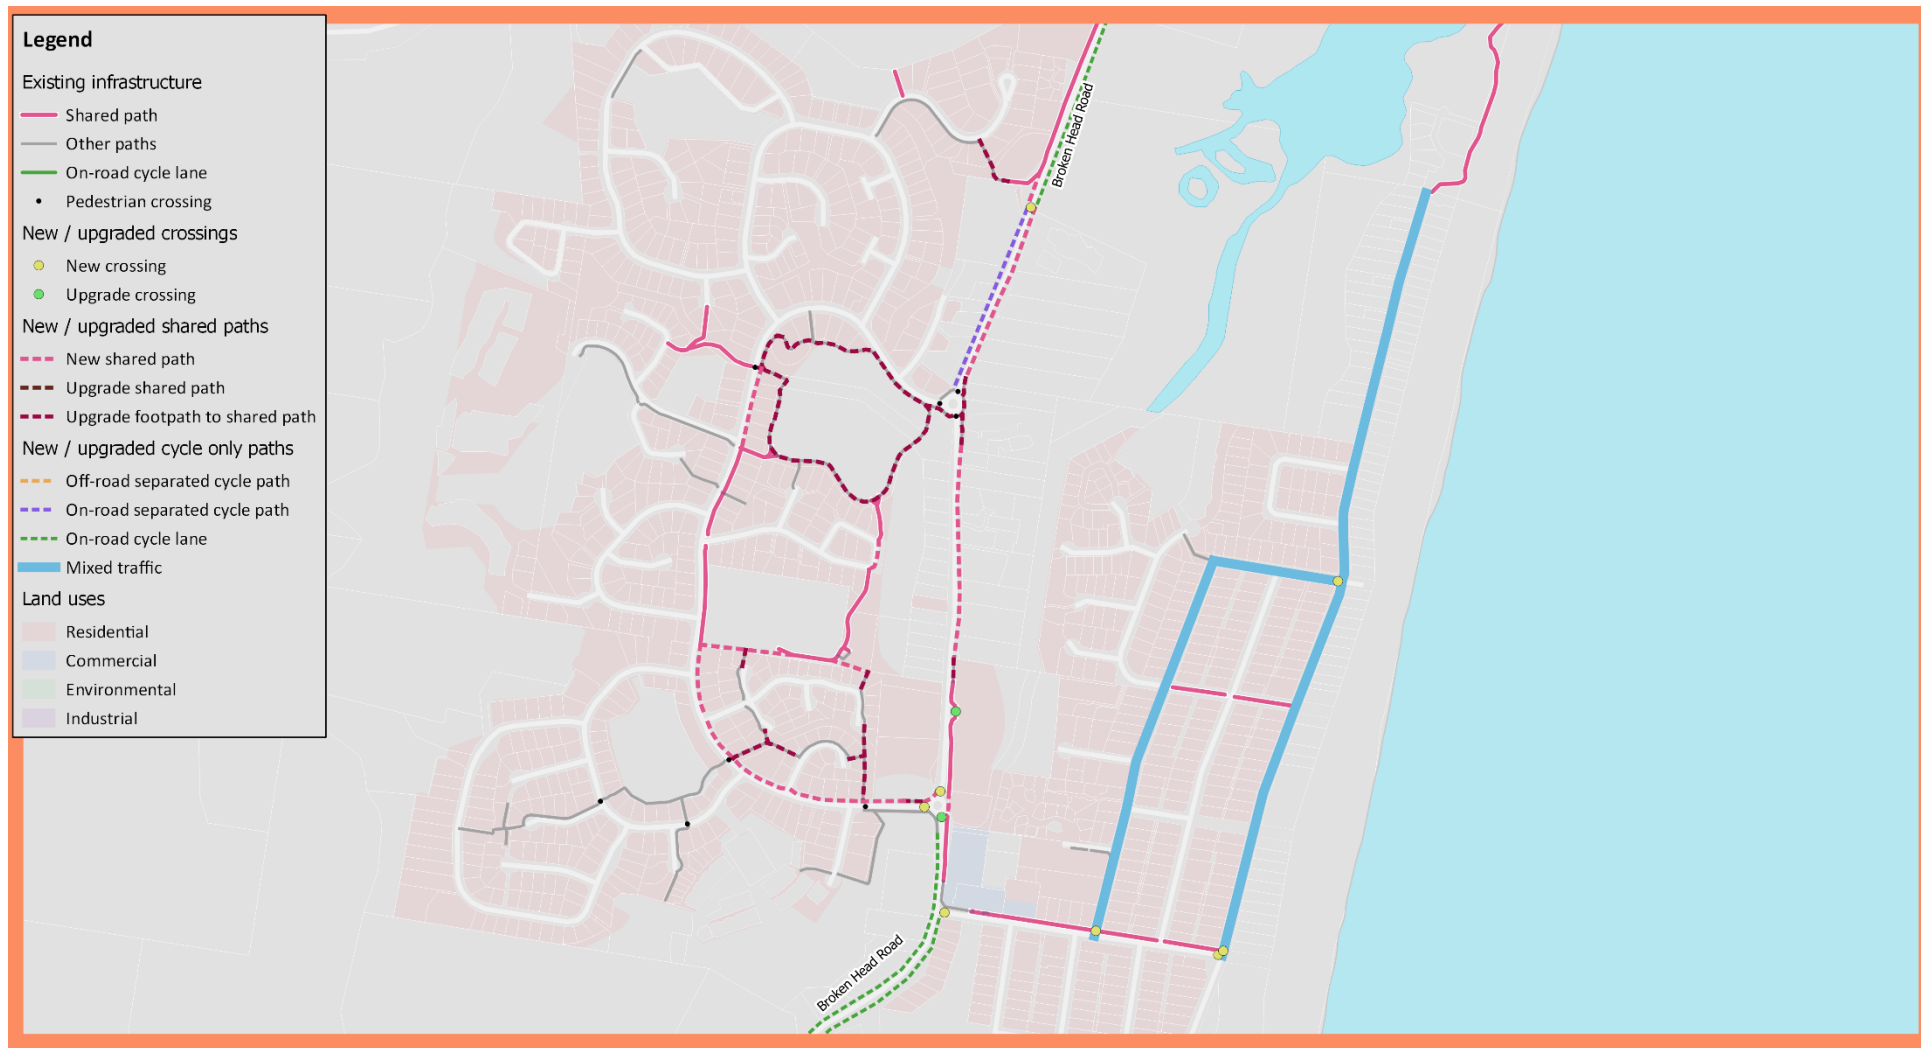 Legend
Existing infrastructure
Shared path
Other paths
On-road cycle lane
Pedestrian crossing
New / upgraded crossings
New crossing
Upgrade crossing
New / upgraded shared paths
New shared path
Upgrade shared path
Upgrade footpath to shared path
New / upgraded cycle only paths
Off-road separated cycle path
On-road separated cycle path
On-road cycle lane
Mixed traffic
Land uses
Residential
Commercial
Environmental
Industrial
Broken Head Road
Broken Head Road